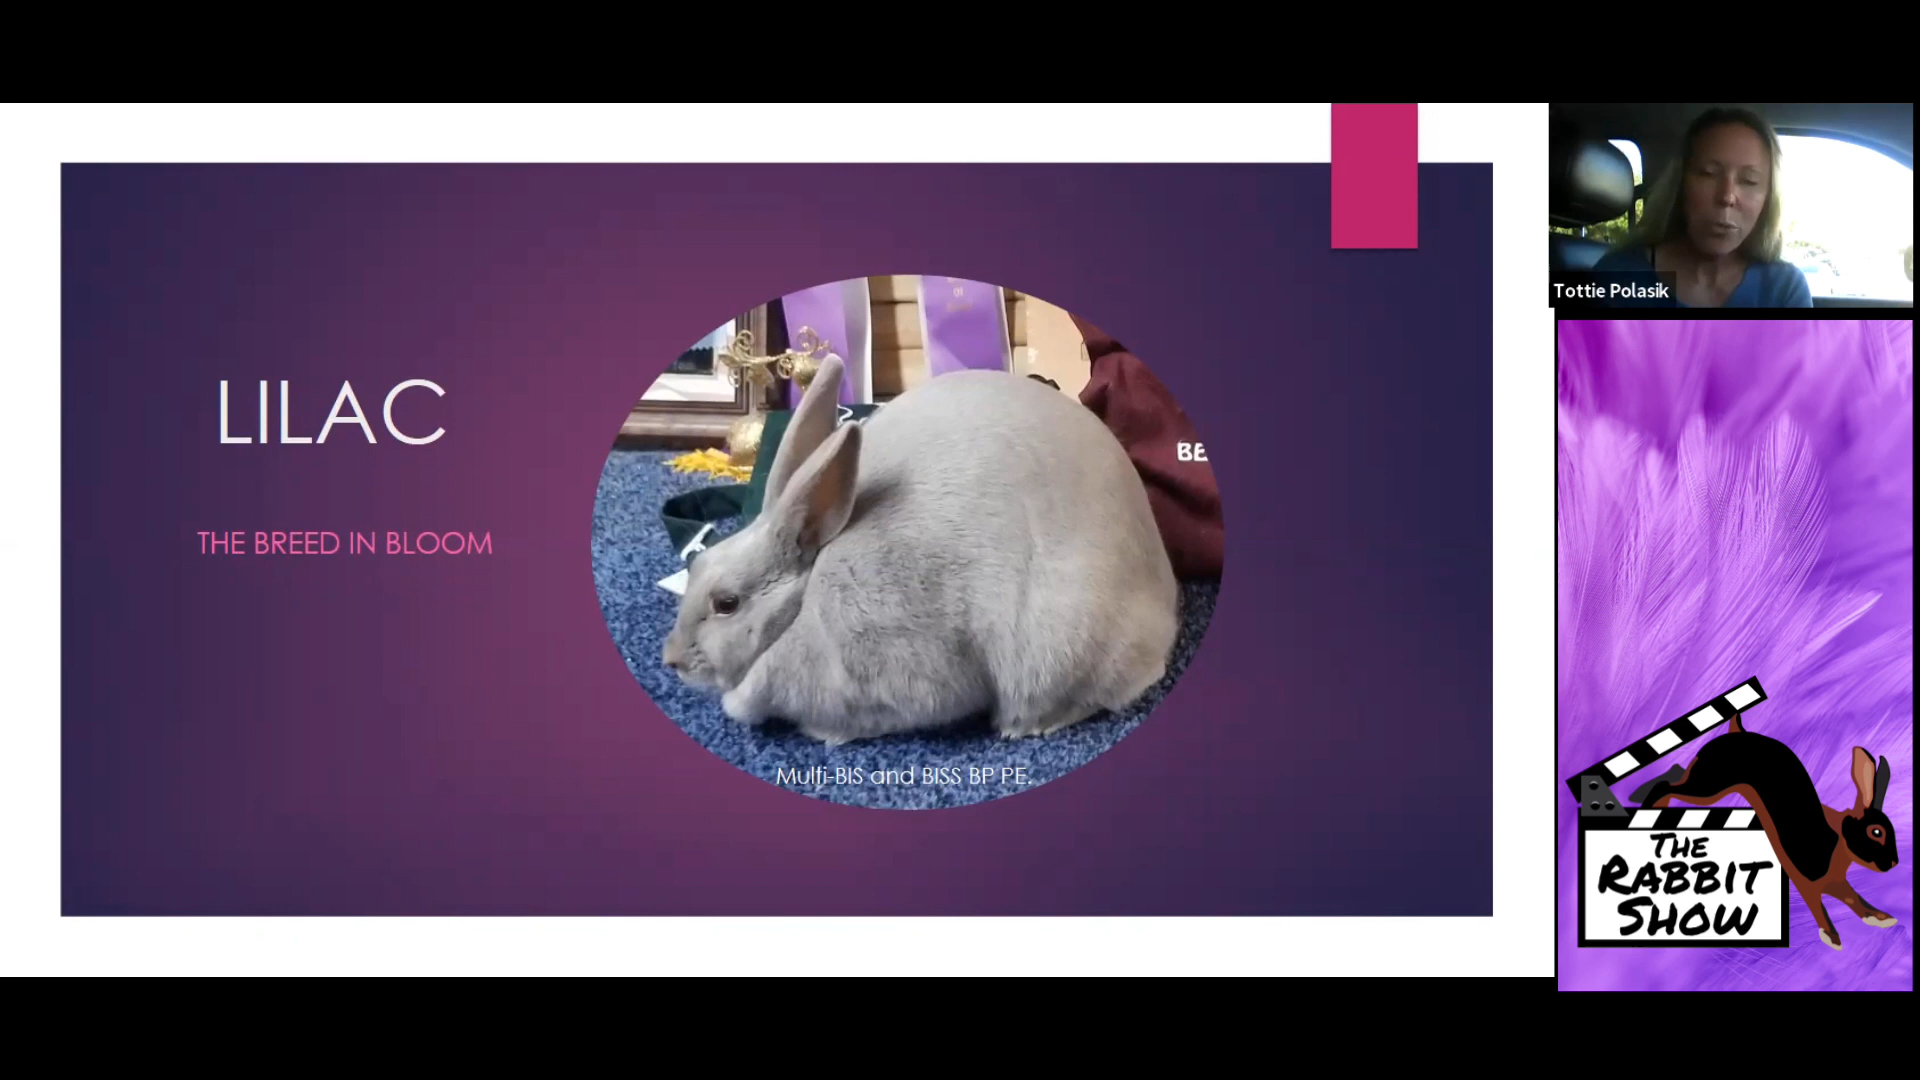 LILAC
THE BREED IN BLOOM
BE
Multi-BIS and BISS BP PE.
Tottie Polasik
THE
RABBIT
SHOW